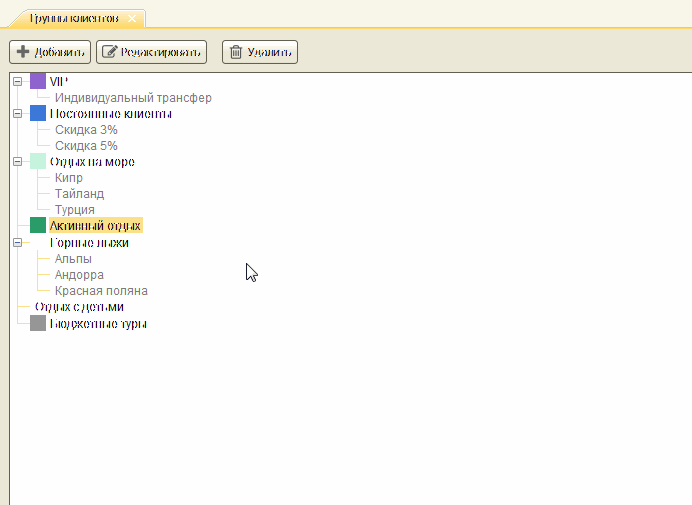 Группы клиентов
Добавить Редактировать Удалить
VIP
Индивидуальный трансфер
Постоянные клиенты
Скидка 3%
Скидка 5%
Отдых на море
Кипр
Тайланд
Турция
Активный отдых
Горные лыжи
Альпы
Андорра
Красная поляна
Отдых с детьми
Бюджетные туры